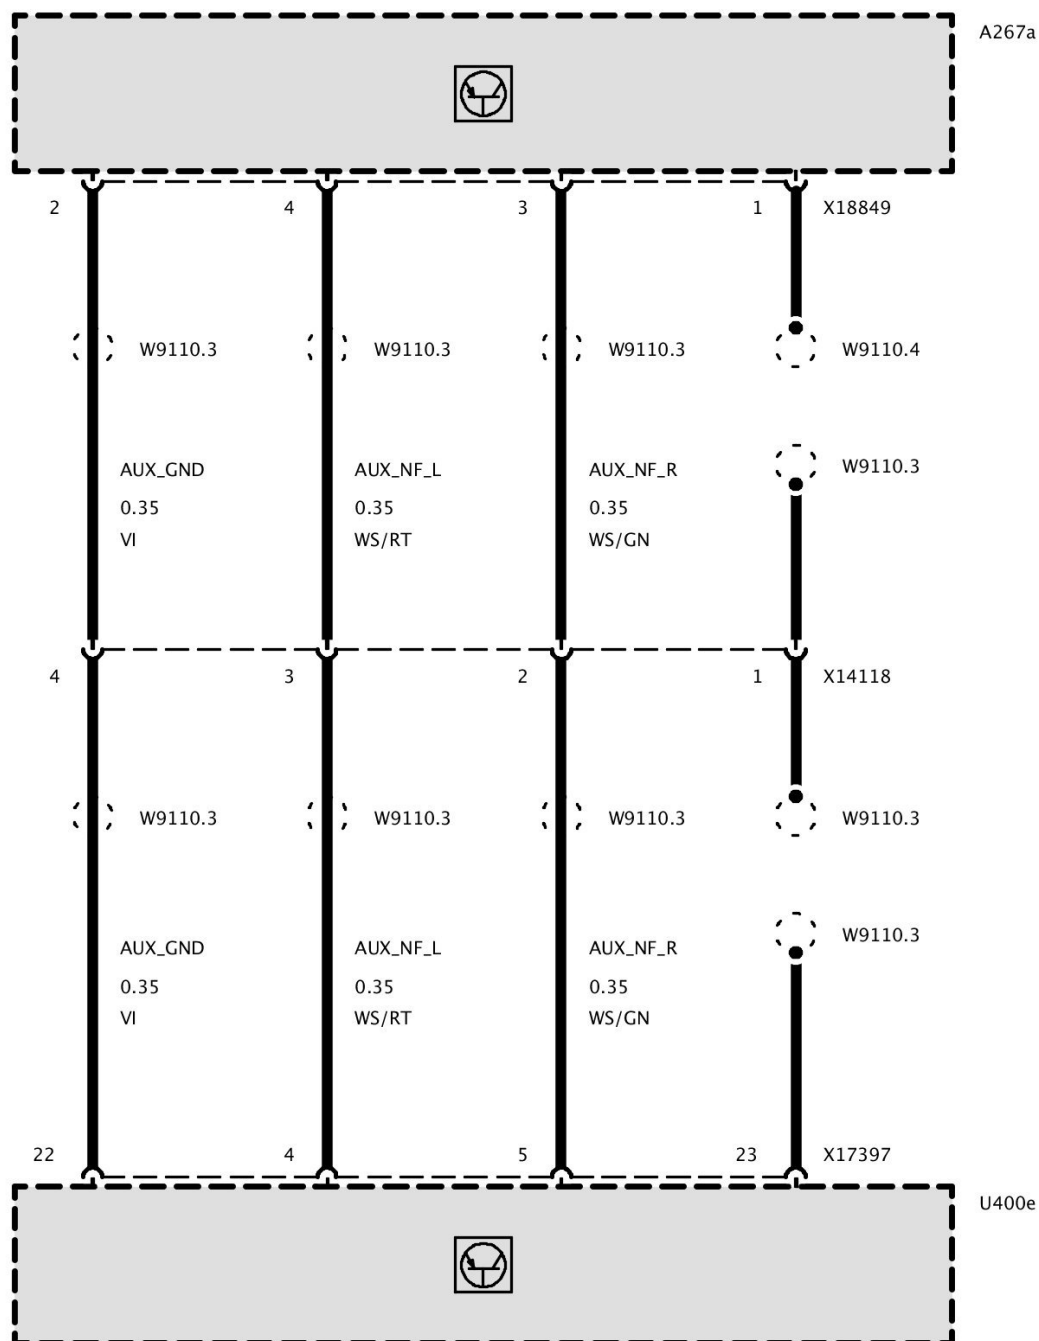 A267a
2 4 3 1 X18849
W9110.3 W9110.3 W9110.3 W9110.4
W9110.3
AUX_GND AUX_NF_L AUX_NF_R
0.35 0.35 0.35
VI WS/RT WS/GN
4 3 2 1 X14118
W9110.3 W9110.3 W9110.3 W9110.3
W9110.3
AUX_GND AUX_NF_L AUX_NF_R
0.35 0.35 0.35
VI WS/RT WS/GN
22 4 5 23 X17397
U400e